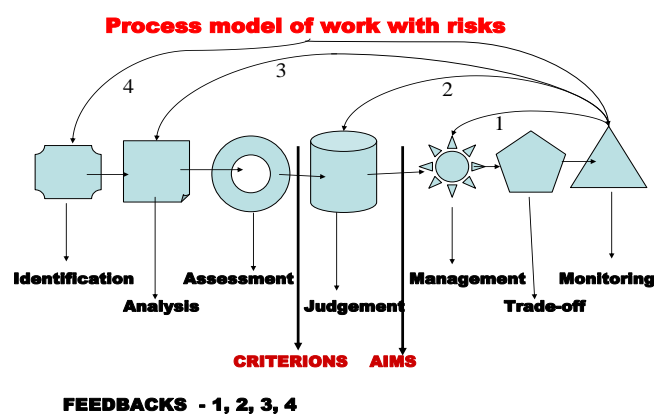 Process model of work with risks
4
3
2
1
Identification
Assessment
Management
Monitoring
Analysis
Judgement
Trade-off
CRITERIONS
AIMS
FEEDBACKS - 1, 2, 3, 4